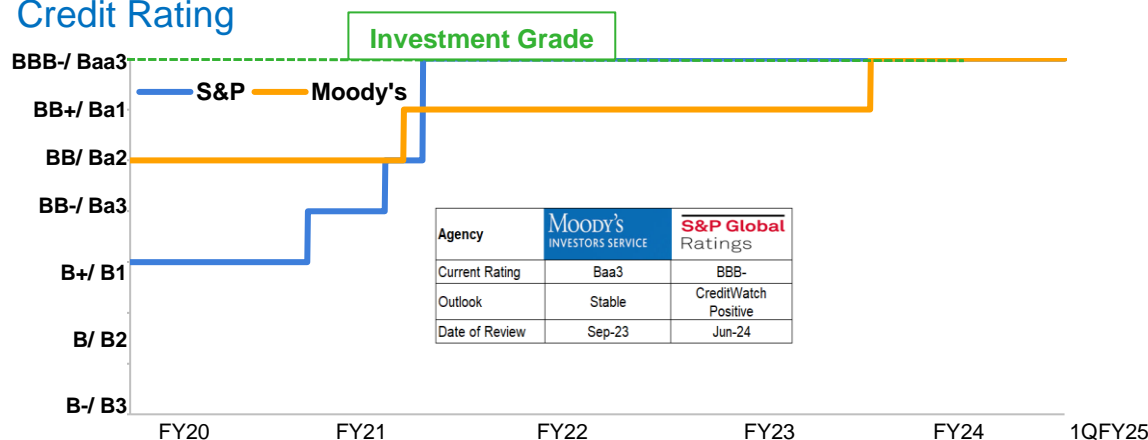 Credit Rating
Investment Grade
BBB-/ Baa3
S&P
Moody's
BB+/ Ba1
BB/ Ba2
BB-/ Ba3
B+/ B1
B/ B2
B-/ B3
Agency
MOODY'S
INVESTORS SERVICE
S&P Global
Ratings
Current Rating Baa3 BBB-
Outlook Stable CreditWatch
Positive
Date of Review Sep-23 Jun-24
FY20 FY21 FY22 FY23 FY24 1QFY25